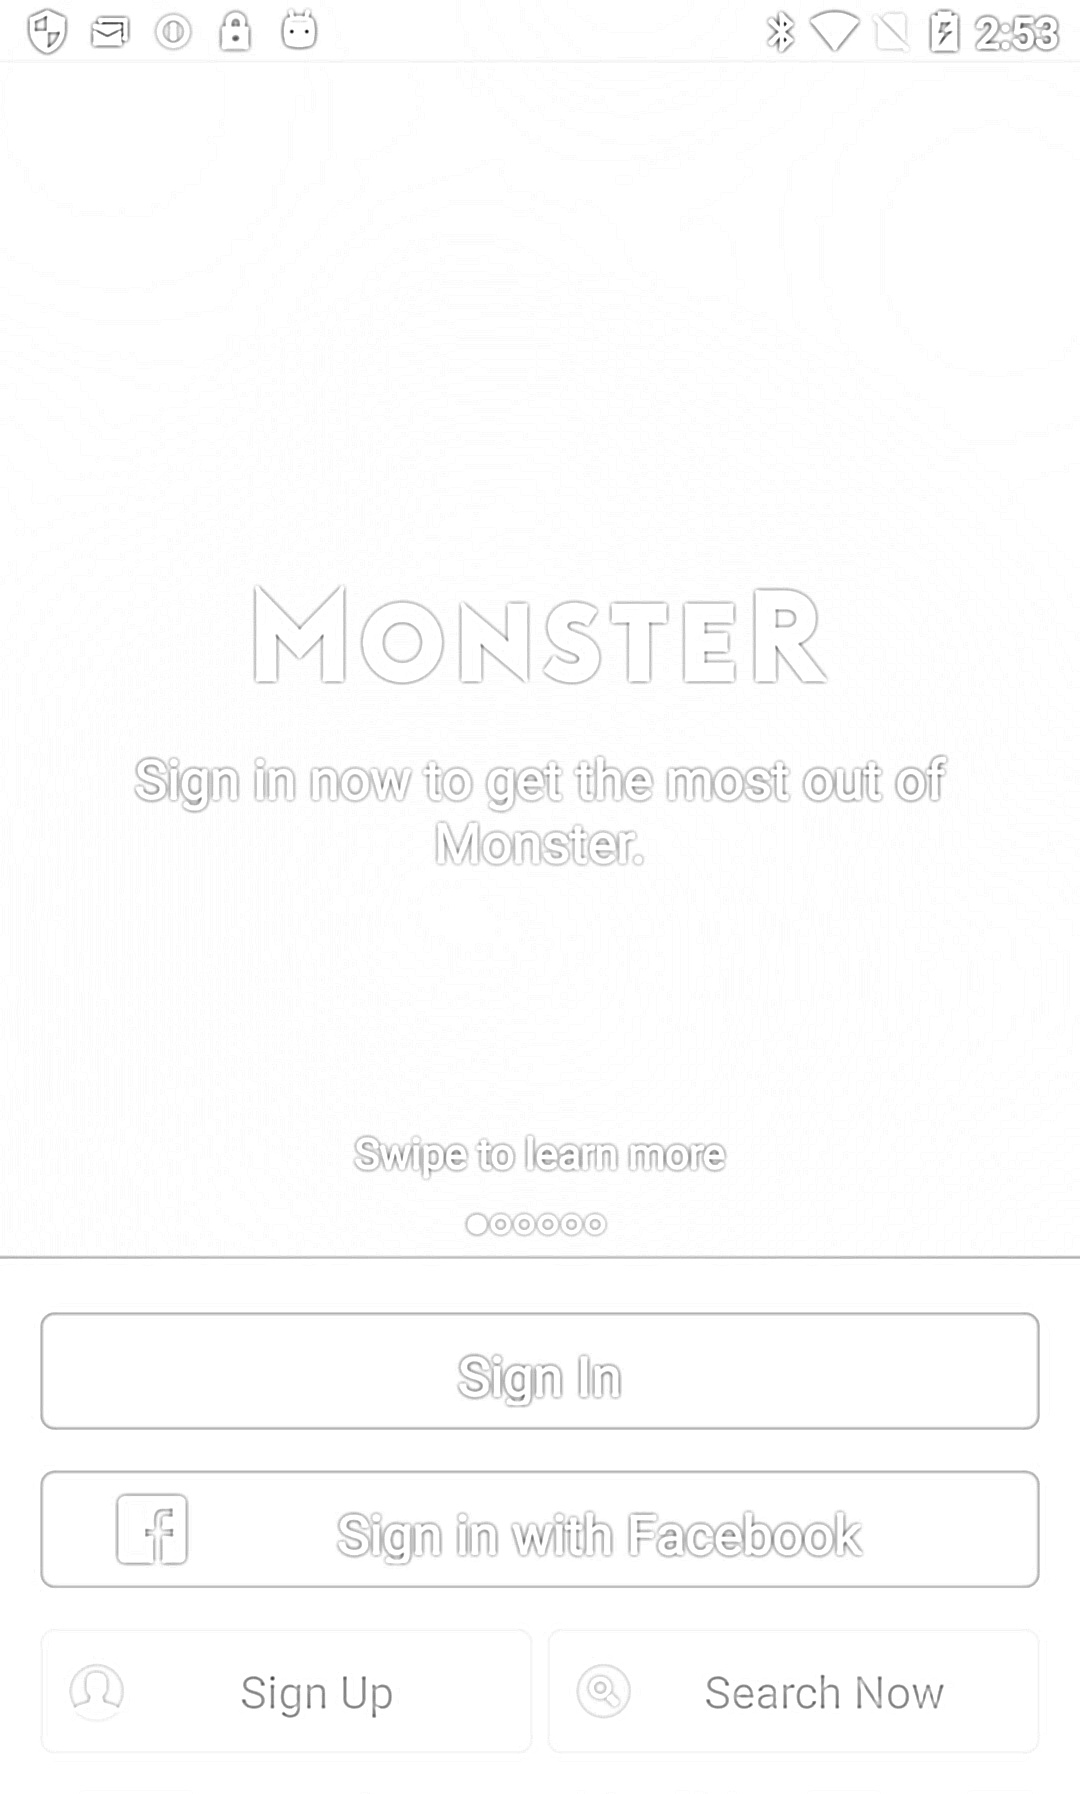 2:53
MONSTER
Sign in now to get the most out of
Monster.
Swipe to learn more
Sign In
Sign in with Facebook
Sign Up
Search Now